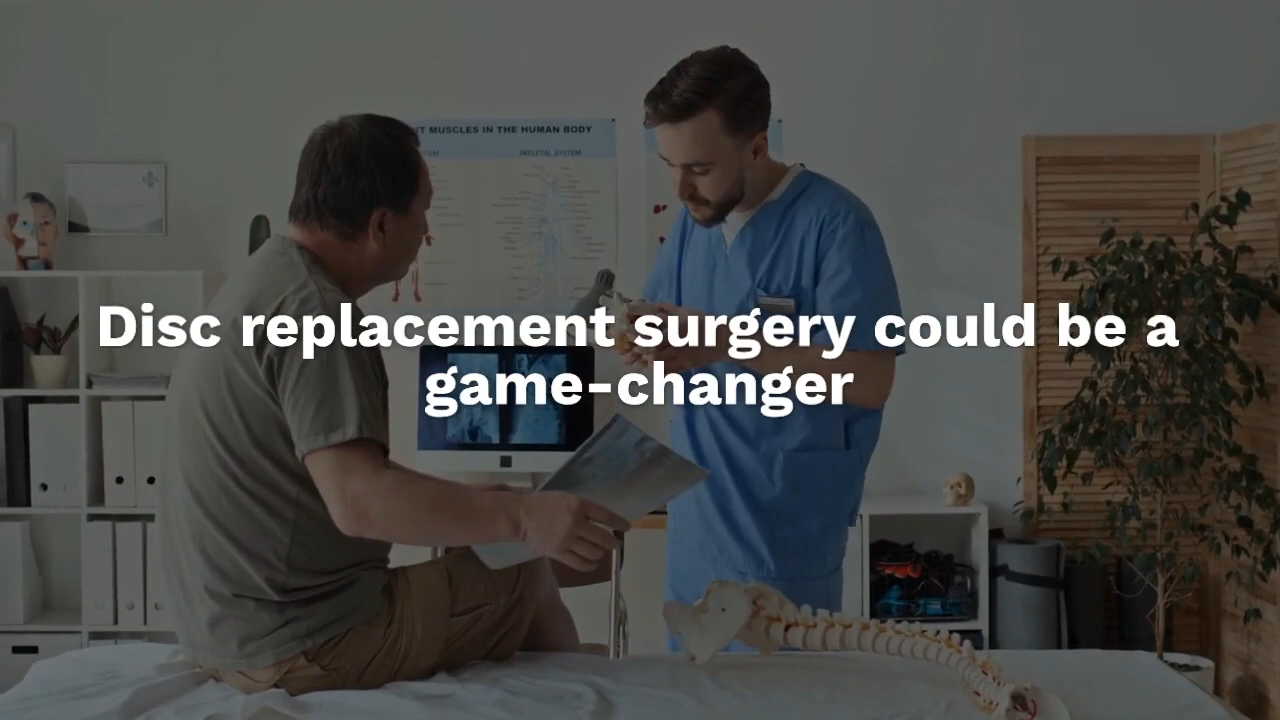 T MUSCLES IN THE HUMAN BODY
SKELETAL SYSTEM
Disc replacement surgery could be a
game-changer